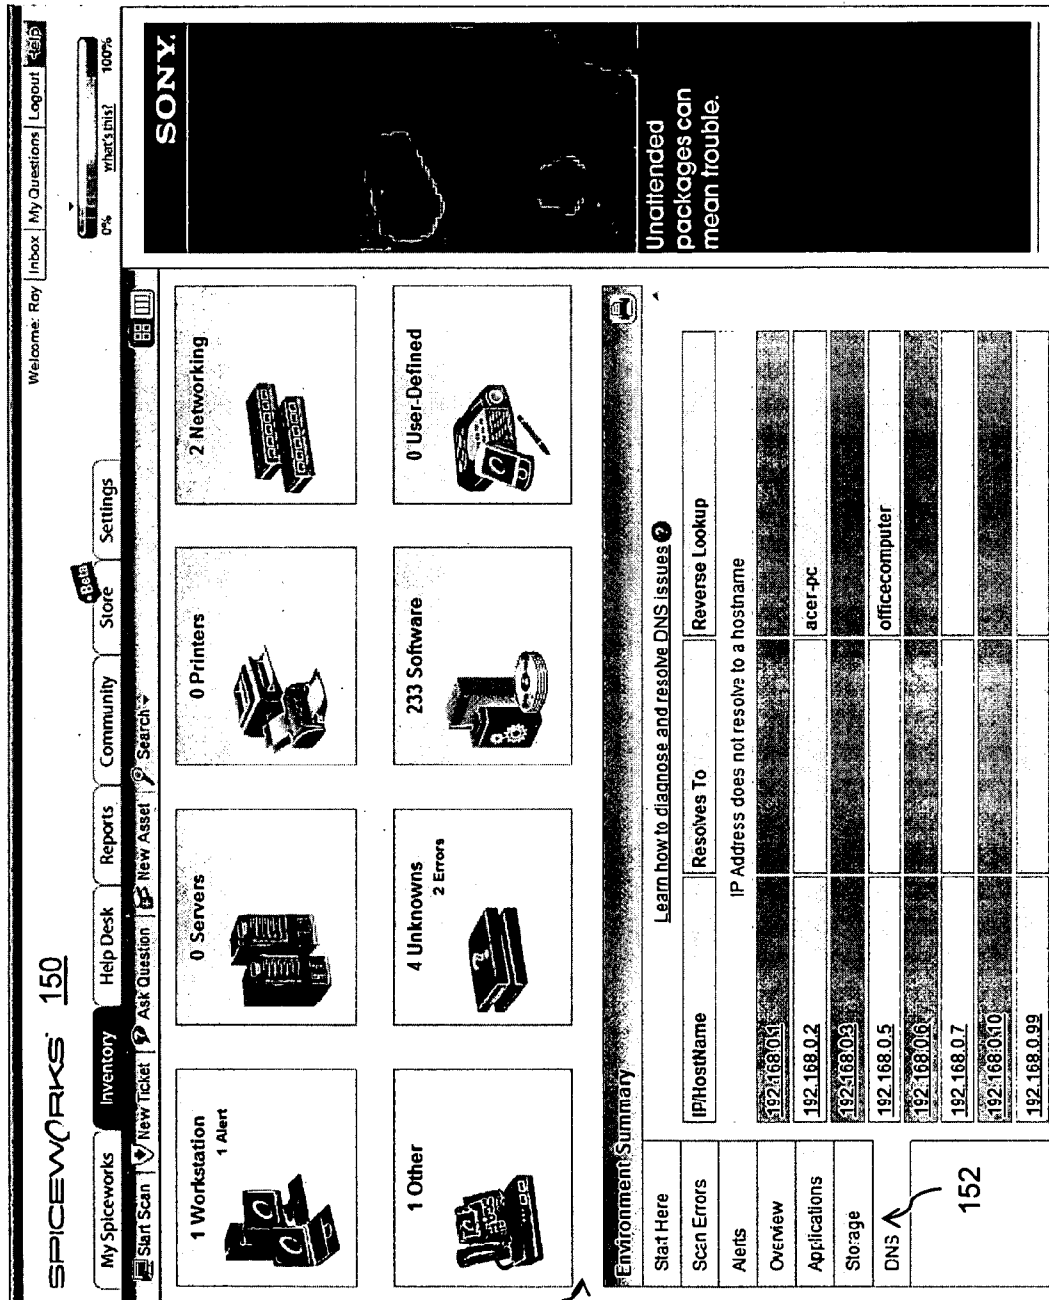 SPICEWORKS 150
Welcome: Ray | Inbox | My Questions | Logout | Help
0% what's this? 100%
My Spiceworks Inventory Help Desk Reports Community Store Beta Settings
Start Scan New Ticket Ask Question New Asset Search
1 Workstation
1 Alert
0 Servers
0 Printers
2 Networking
1 Other
4 Unknowns
2 Errors
233 Software
0 User-Defined
SONY
Unattended
packages can
mean trouble.
Environment Summary
Start Here
Scan Errors
Alerts
Overview
Applications
Storage
DNS
152
Learn how to diagnose and resolve DNS issues ?
IP/HostName Resolves To Reverse Lookup
IP Address does not resolve to a hostname
192.168.0.1
192.168.0.2 acer-pc
192.168.0.3
192.168.0.5 officecomputer
192.168.0.6
192.168.0.7
192.168.0.10
192.168.0.99